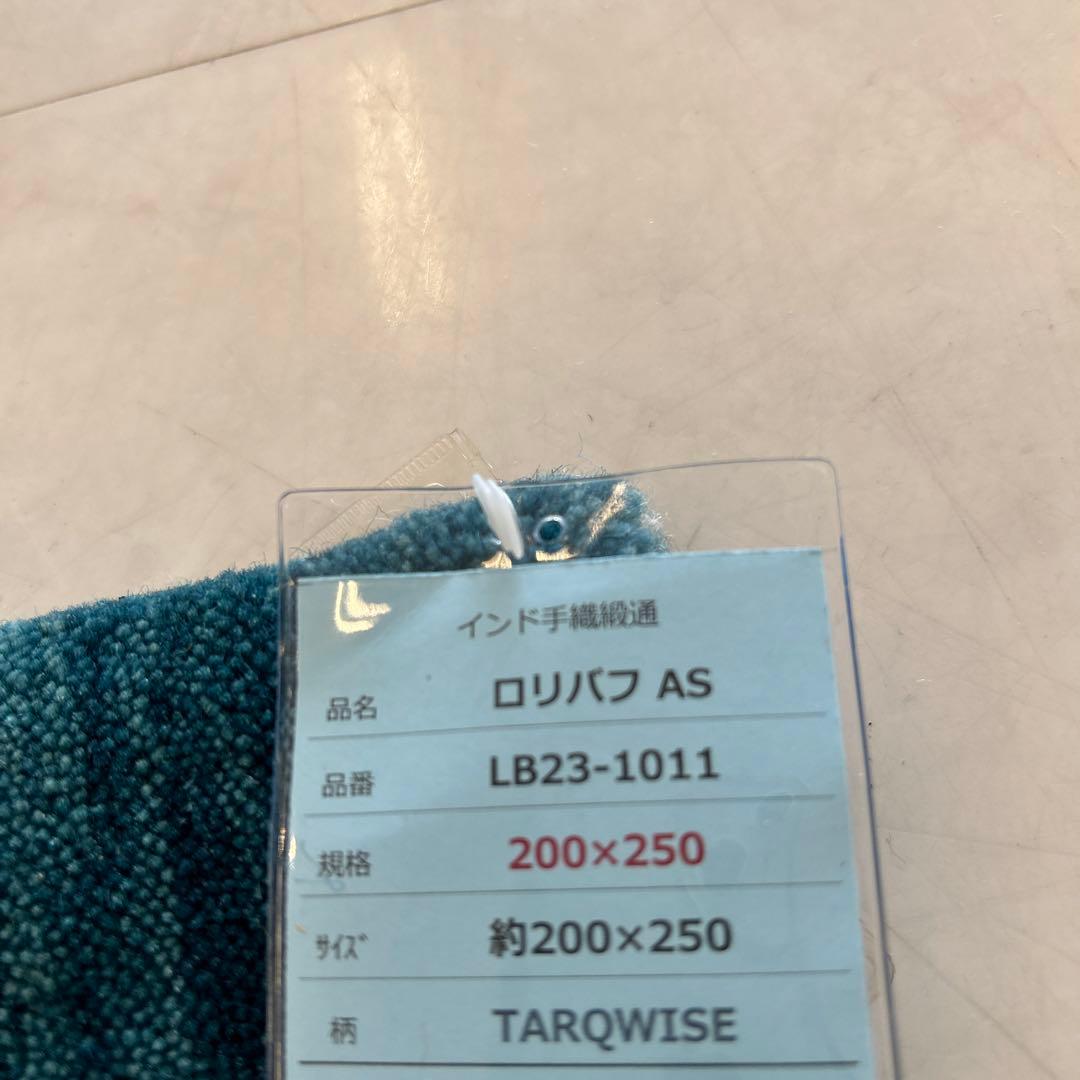 インド手織緞通
品名 ロリバフ AS
品番 LB23-1011
規格 200×250
ｻｲｽﾞ 約200×250
柄 TARQWISE